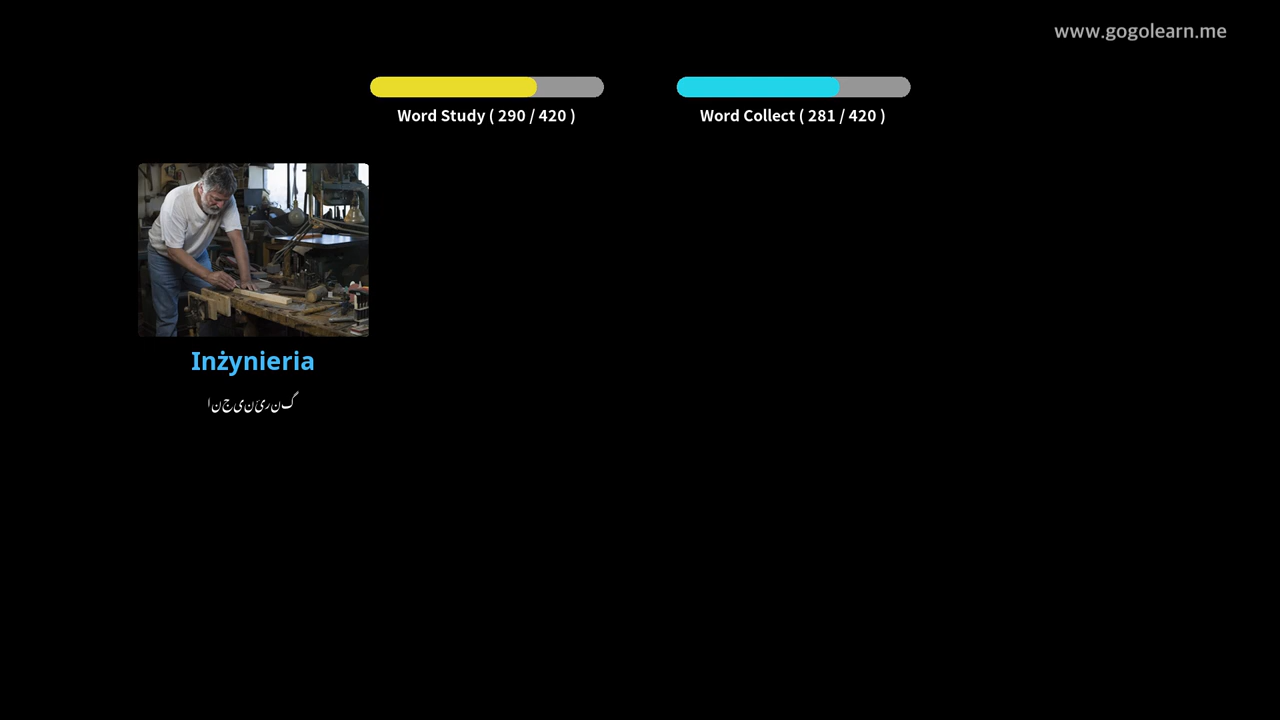 www.gogolearn.me
Word Study ( 290 / 420 )
Word Collect ( 281 / 420 )
Inżynieria
انجینئرنگ